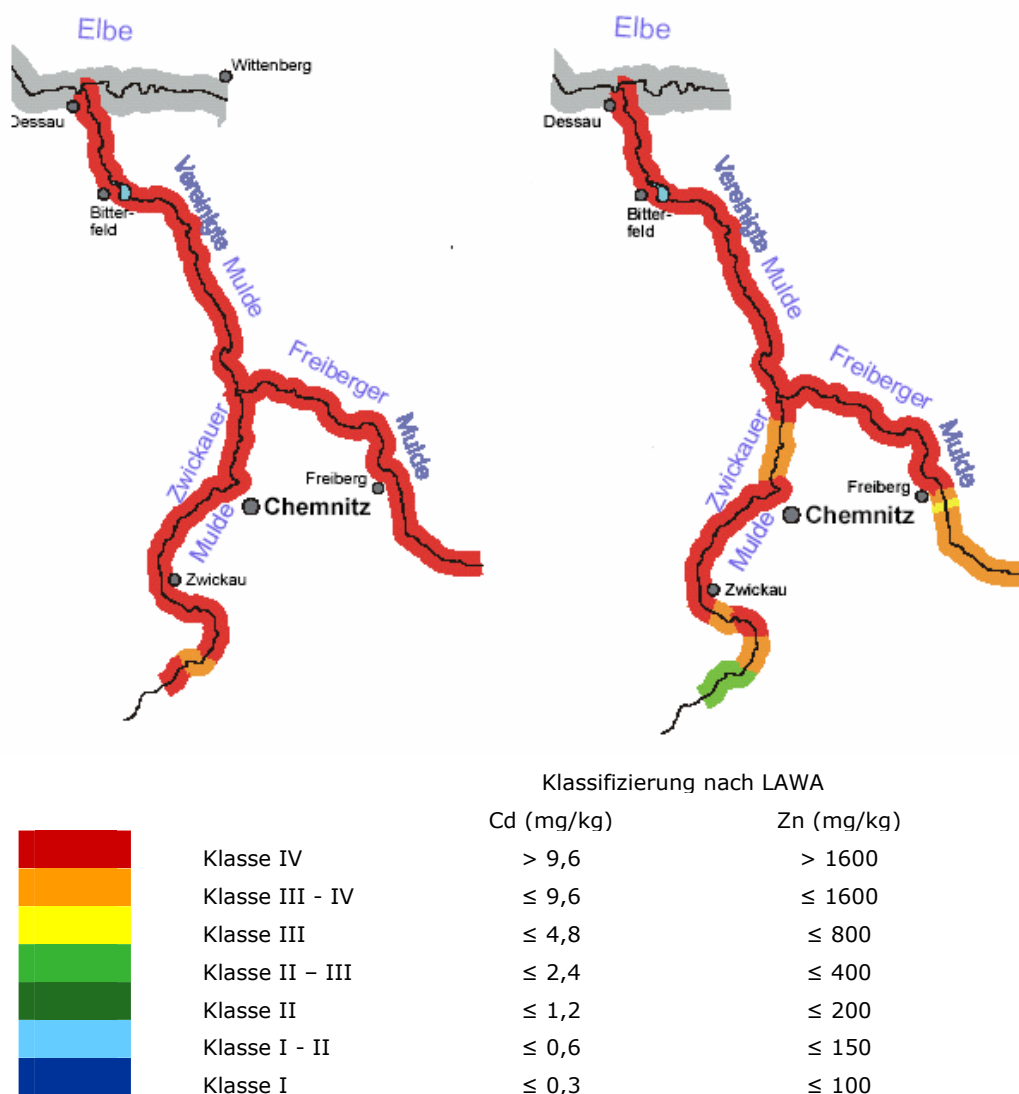 Elbe
Wittenberg
Dessau
Bitter-
feld
Vereinigte
Mulde
Freiberger
Mulde
Zwickauer
Mulde
Freiberg
Chemnitz
Zwickau
Elbe
Dessau
Bitter-
feld
Vereinigte
Mulde
Freiberger
Mulde
Zwickauer
Mulde
Freiberg
Chemnitz
Zwickau
Klassifizierung nach LAWA
Cd (mg/kg) Zn (mg/kg)
Klasse IV > 9,6 > 1600
Klasse III - IV ≤ 9,6 ≤ 1600
Klasse III ≤ 4,8 ≤ 800
Klasse II – III ≤ 2,4 ≤ 400
Klasse II ≤ 1,2 ≤ 200
Klasse I - II ≤ 0,6 ≤ 150
Klasse I ≤ 0,3 ≤ 100